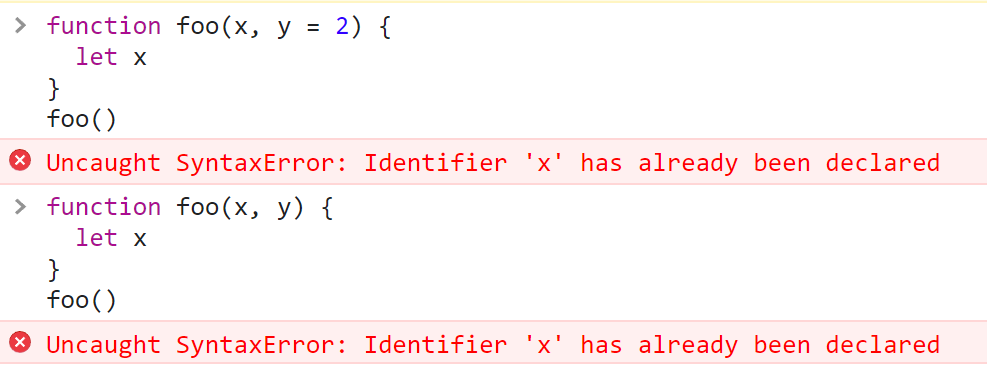 > function foo(x, y = 2) {
let x
}
foo()
Uncaught SyntaxError: Identifier 'x' has already been declared
> function foo(x, y) {
let x
}
foo()
Uncaught SyntaxError: Identifier 'x' has already been declared